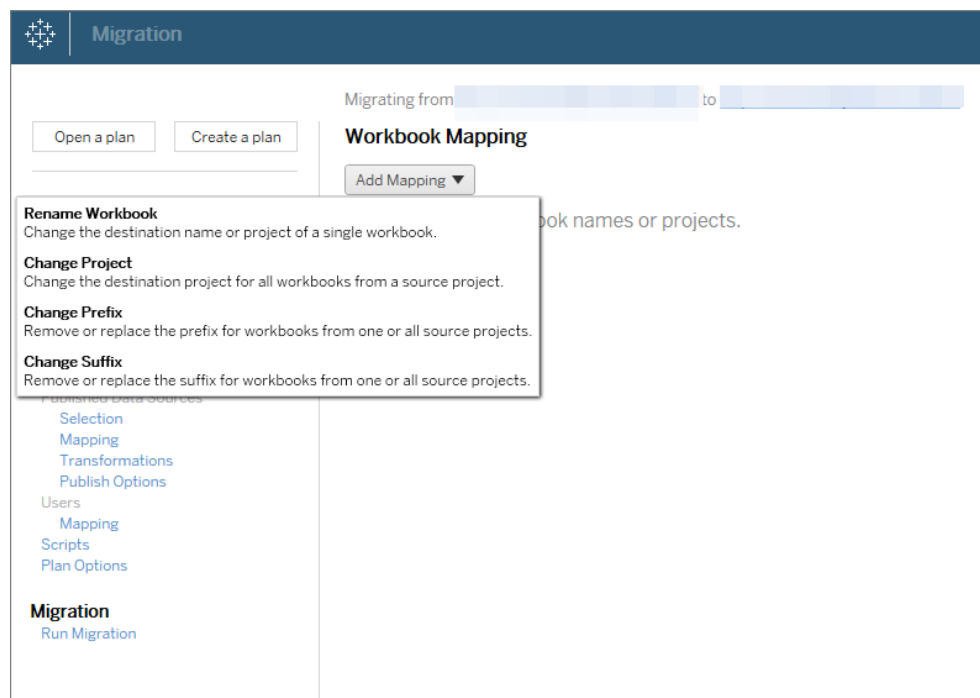 Migration
Migrating from to
Open a plan
Create a plan
Workbook Mapping
Add Mapping ▼
Rename Workbook
Change the destination name or project of a single workbook.
Change Project
Change the destination project for all workbooks from a source project.
Change Prefix
Remove or replace the prefix for workbooks from one or all source projects.
Change Suffix
Remove or replace the suffix for workbooks from one or all source projects.
names or projects.
Published Data Sources
Selection
Mapping
Transformations
Publish Options
Users
Mapping
Scripts
Plan Options
Migration
Run Migration